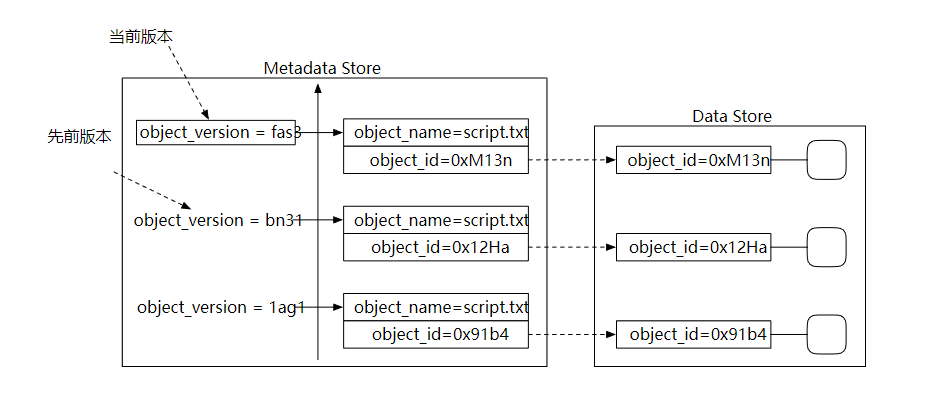 当前版本
Metadata Store
object_version = fas3
object_name=script.txt
object_id=0xM13n
先前版本
object_version = bn31
object_name=script.txt
object_id=0x12Ha
object_version = 1ag1
object_name=script.txt
object_id=0x91b4
Data Store
object_id=0xM13n
object_id=0x12Ha
object_id=0x91b4